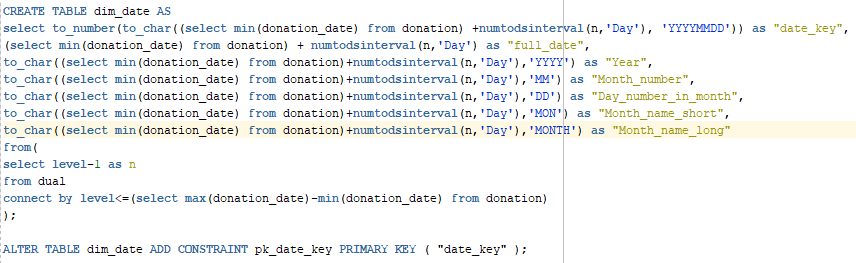 CREATE TABLE dim_date AS
select to_number(to_char((select min(donation_date) from donation) +numtodsinterval(n,'Day'), 'YYYYMMDD')) as "date_key",
(select min(donation_date) from donation) + numtodsinterval(n,'Day') as "full_date",
to_char((select min(donation_date) from donation)+numtodsinterval(n,'Day'),'YYYY') as "Year",
to_char((select min(donation_date) from donation)+numtodsinterval(n,'Day'),'MM') as "Month_number",
to_char((select min(donation_date) from donation)+numtodsinterval(n,'Day'),'DD') as "Day_number_in_month",
to_char((select min(donation_date) from donation)+numtodsinterval(n,'Day'),'MON') as "Month_name_short",
to_char((select min(donation_date) from donation)+numtodsinterval(n,'Day'),'MONTH') as "Month_name_long"
from(
select level-1 as n
from dual
connect by level<=(select max(donation_date)-min(donation_date) from donation)
);
ALTER TABLE dim_date ADD CONSTRAINT pk_date_key PRIMARY KEY ( "date_key" );